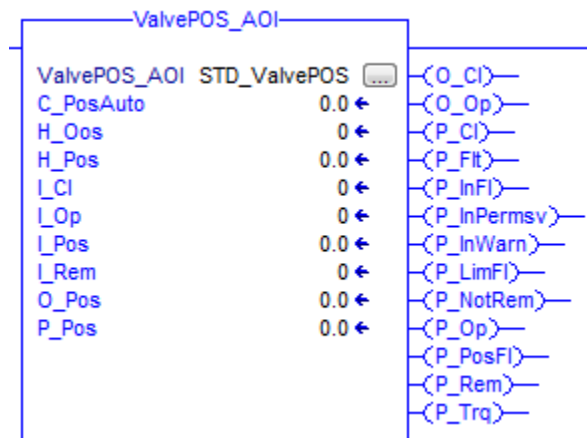 ValvePOS_AOI
ValvePOS_AOI STD_ValvePOS ... (O_Cl)
C_PosAuto 0.0 (O_Op)
H_Oos 0 (P_Cl)
H_Pos 0.0 (P_Flt)
I_Cl 0 (P_InFl)
I_Op 0 (P_InPermsv)
I_Pos 0.0 (P_InWarn)
I_Rem 0 (P_LimFl)
O_Pos 0.0 (P_NotRem)
P_Pos 0.0 (P_Op)
(P_PosFl)
(P_Rem)
(P_Trq)